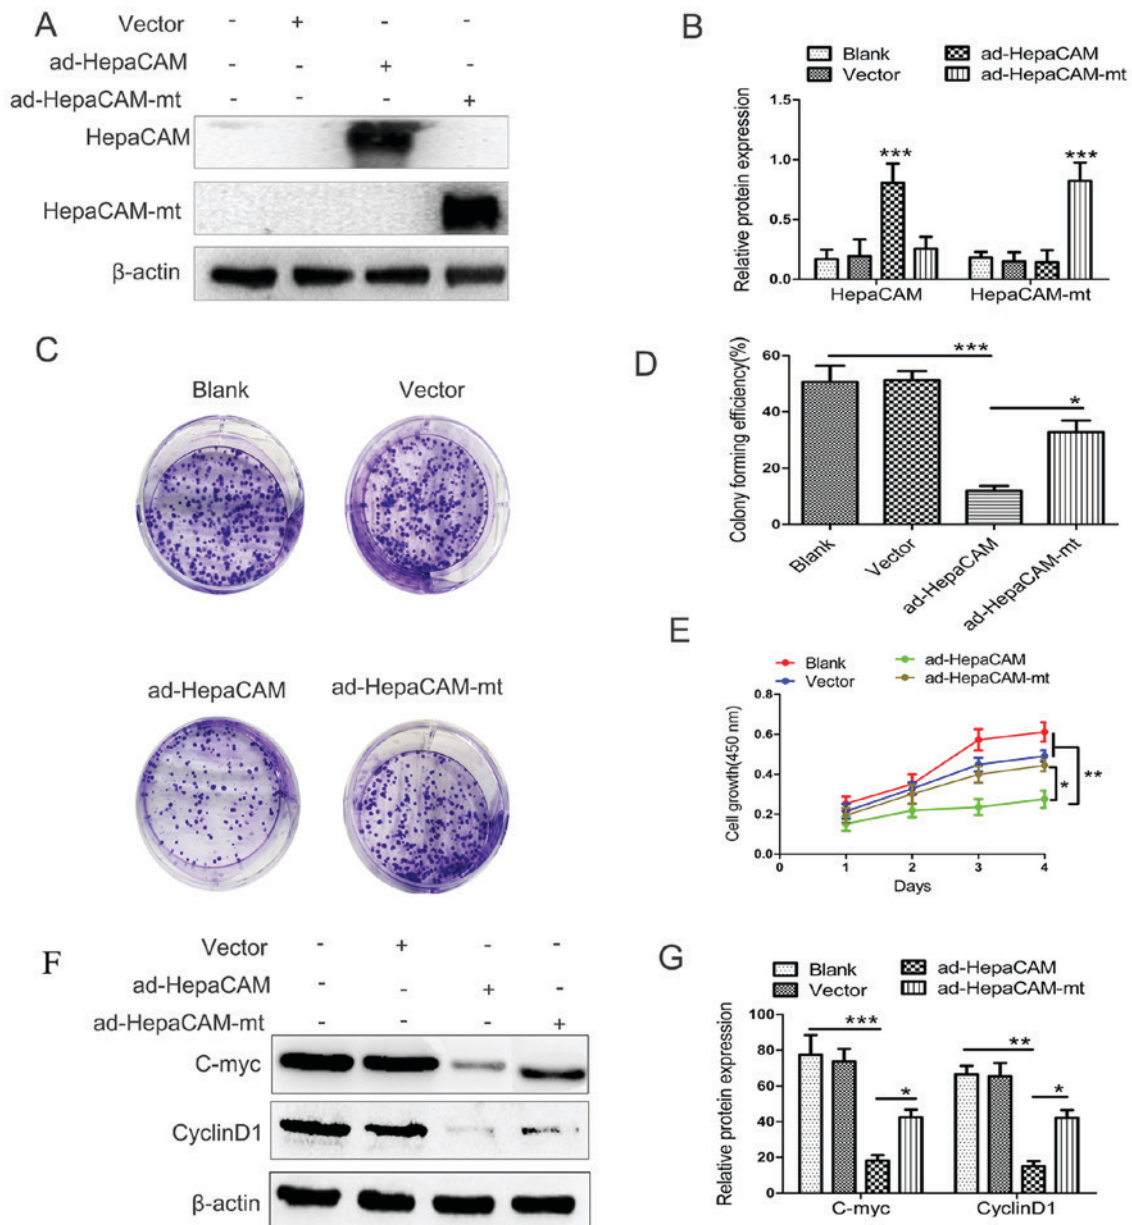 A
Vector - + - -
ad-HepaCAM - - + -
ad-HepaCAM-mt - - - +
HepaCAM
HepaCAM-mt
β-actin
B
Blank
Vector
ad-HepaCAM
ad-HepaCAM-mt
Relative protein expression
1.5
1.0
0.5
0.0
***
***
HepaCAM
HepaCAM-mt
C
Blank
Vector
ad-HepaCAM
ad-HepaCAM-mt
D
Colony forming efficiency(%)
60
40
20
0
***
*
Blank
Vector
ad-HepaCAM
ad-HepaCAM-mt
E
Blank
Vector
ad-HepaCAM
ad-HepaCAM-mt
Cell growth(450 nm)
0.8
0.6
0.4
0.2
0.0
*
**
0 1 2 3 4
Days
F
Vector - + - -
ad-HepaCAM - - + -
ad-HepaCAM-mt - - - +
C-myc
CyclinD1
β-actin
G
Blank
Vector
ad-HepaCAM
ad-HepaCAM-mt
Relative protein expression
100
80
60
40
20
0
***
*
**
*
C-myc
CyclinD1